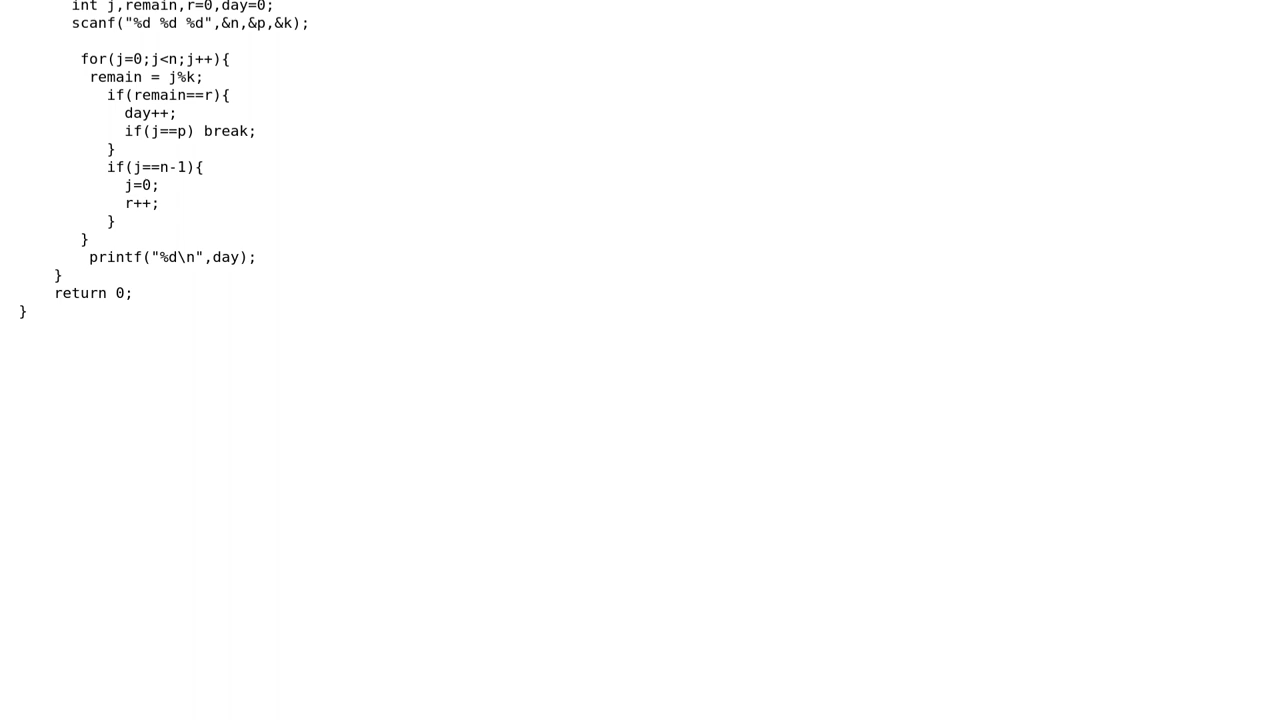 int j,remain,r=0,day=0;
scanf("%d %d %d",&n,&p,&k);
for(j=0;j<n;j++){
remain = j%k;
if(remain==r){
day++;
if(j==p) break;
}
if(j==n-1){
j=0;
r++;
}
}
printf("%d\n",day);
}
return 0;
}